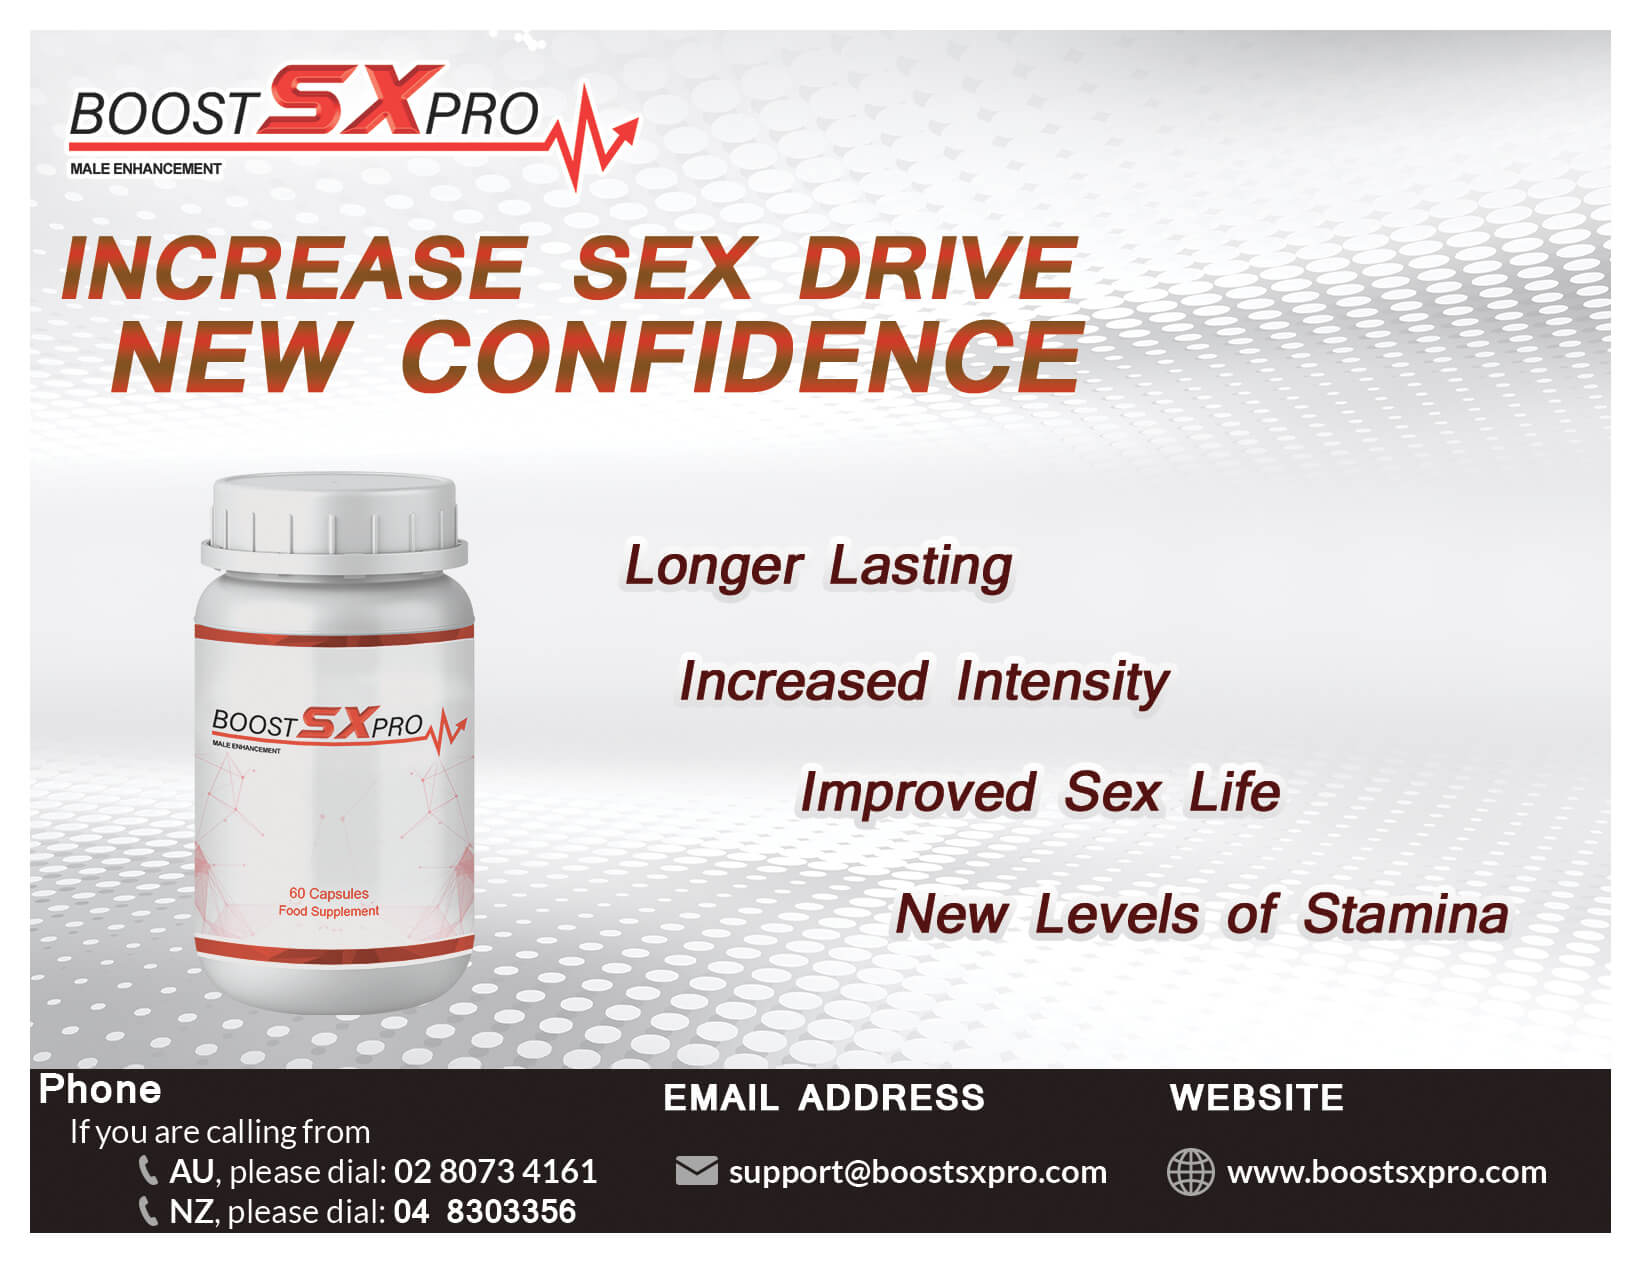 BOOST SX PRO
MALE ENHANCEMENT
INCREASE SEX DRIVE
NEW CONFIDENCE
Longer Lasting
Increased Intensity
Improved Sex Life
New Levels of Stamina
BOOST SX PRO
MALE ENHANCEMENT
60 Capsules
Food Supplement
Phone
If you are calling from
AU, please dial: 02 8073 4161
NZ, please dial: 04 8303356
EMAIL ADDRESS
support@boostsxpro.com
WEBSITE
www.boostsxpro.com